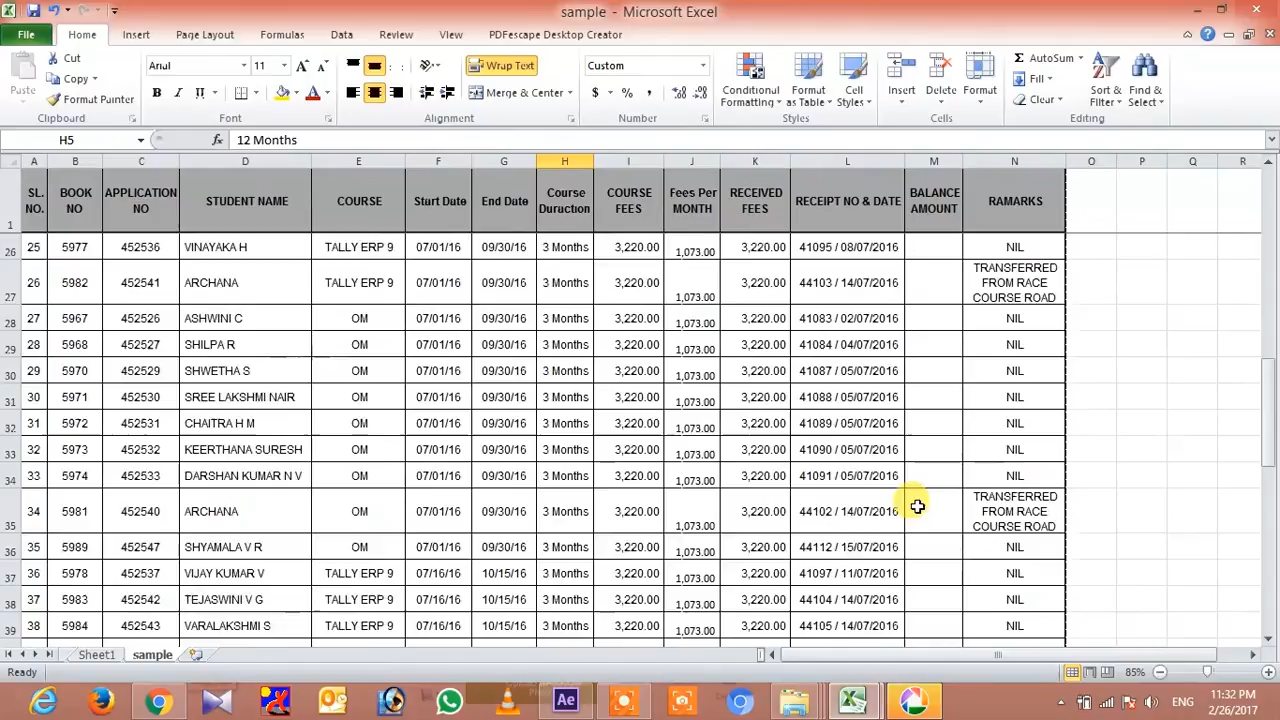 sample - Microsoft Excel
File Home Insert Page Layout Formulas Data Review View PDFescape Desktop Creator
Paste Cut Copy Format Painter Clipboard
Arial 11 B I U Font
Wrap Text Merge & Center Alignment
Custom $ % , Number
Conditional Formatting Format as Table Cell Styles Styles
Insert Delete Format Cells
AutoSum Fill Clear Sort & Filter Find & Select Editing
H5 fx 12 Months
A B C D E F G H I J K L M N O P Q R
1 SL. NO. BOOK NO APPLICATION NO STUDENT NAME COURSE Start Date End Date Course Duruction COURSE FEES Fees Per MONTH RECEIVED FEES RECEIPT NO & DATE BALANCE AMOUNT RAMARKS
26 25 5977 452536 VINAYAKA H TALLY ERP 9 07/01/16 09/30/16 3 Months 3,220.00 1,073.00 3,220.00 41095 / 08/07/2016 NIL
27 26 5982 452541 ARCHANA TALLY ERP 9 07/01/16 09/30/16 3 Months 3,220.00 1,073.00 3,220.00 44103 / 14/07/2016 TRANSFERRED FROM RACE COURSE ROAD
28 27 5967 452526 ASHWINI C OM 07/01/16 09/30/16 3 Months 3,220.00 1,073.00 3,220.00 41083 / 02/07/2016 NIL
29 28 5968 452527 SHILPA R OM 07/01/16 09/30/16 3 Months 3,220.00 1,073.00 3,220.00 41084 / 04/07/2016 NIL
30 29 5970 452529 SHWETHA S OM 07/01/16 09/30/16 3 Months 3,220.00 1,073.00 3,220.00 41087 / 05/07/2016 NIL
31 30 5971 452530 SREE LAKSHMI NAIR OM 07/01/16 09/30/16 3 Months 3,220.00 1,073.00 3,220.00 41088 / 05/07/2016 NIL
32 31 5972 452531 CHAITRA H M OM 07/01/16 09/30/16 3 Months 3,220.00 1,073.00 3,220.00 41089 / 05/07/2016 NIL
33 32 5973 452532 KEERTHANA SURESH OM 07/01/16 09/30/16 3 Months 3,220.00 1,073.00 3,220.00 41090 / 05/07/2016 NIL
34 33 5974 452533 DARSHAN KUMAR N V OM 07/01/16 09/30/16 3 Months 3,220.00 1,073.00 3,220.00 41091 / 05/07/2016 NIL
35 34 5981 452540 ARCHANA OM 07/01/16 09/30/16 3 Months 3,220.00 1,073.00 3,220.00 44102 / 14/07/2016 TRANSFERRED FROM RACE COURSE ROAD
36 35 5989 452547 SHYAMALA V R OM 07/01/16 09/30/16 3 Months 3,220.00 1,073.00 3,220.00 44112 / 15/07/2016 NIL
37 36 5978 452537 VIJAY KUMAR V TALLY ERP 9 07/16/16 10/15/16 3 Months 3,220.00 1,073.00 3,220.00 41097 / 11/07/2016 NIL
38 37 5983 452542 TEJASWINI V G TALLY ERP 9 07/16/16 10/15/16 3 Months 3,220.00 1,073.00 3,220.00 44104 / 14/07/2016 NIL
39 38 5984 452543 VARALAKSHMI S TALLY ERP 9 07/16/16 10/15/16 3 Months 3,220.00 1,073.00 3,220.00 44105 / 14/07/2016 NIL
Sheet1 sample
Ready 85%
Ae ENG 11:32 PM
2/26/2017